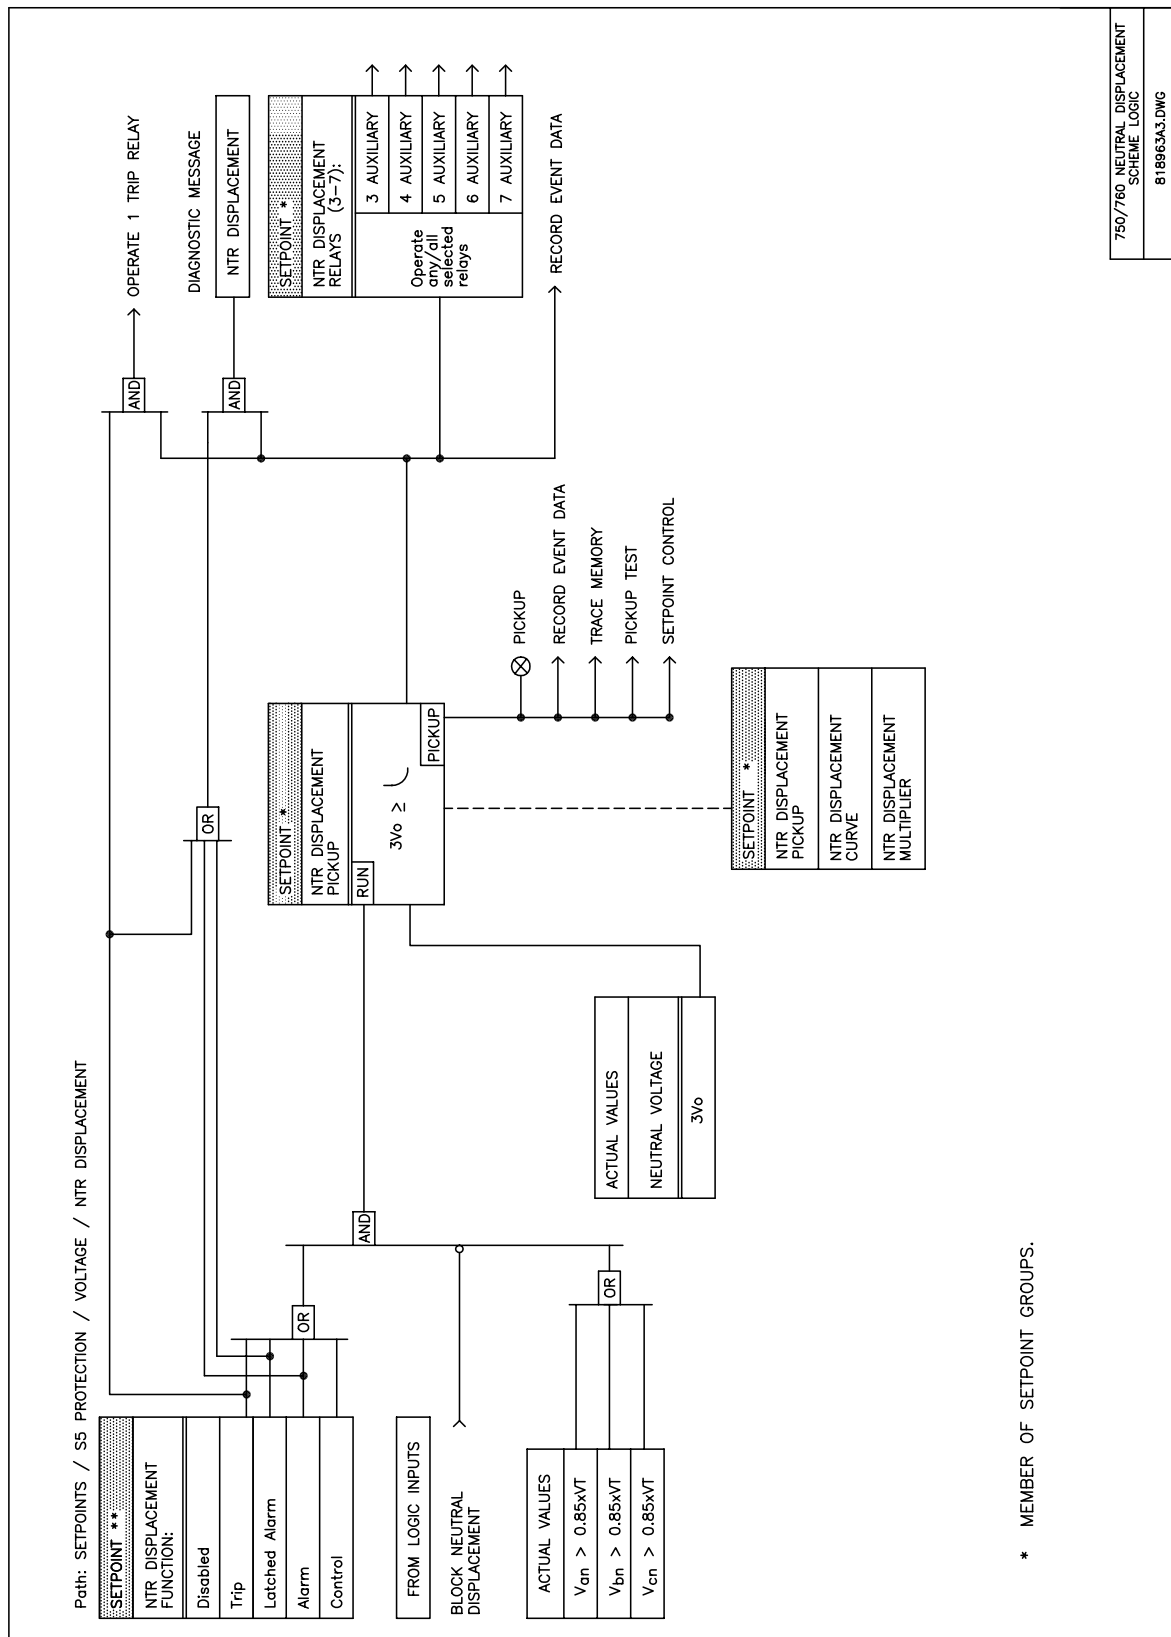 Path: SETPOINTS / S5 PROTECTION / VOLTAGE / NTR DISPLACEMENT
SETPOINT **
NTR DISPLACEMENT
FUNCTION:
Disabled
Trip
Latched Alarm
Alarm
Control
FROM LOGIC INPUTS
BLOCK NEUTRAL
DISPLACEMENT
ACTUAL VALUES
Van > 0.85xVT
Vbn > 0.85xVT
Vcn > 0.85xVT
OR
OR
AND
ACTUAL VALUES
NEUTRAL VOLTAGE
3Vo
OR
SETPOINT *
NTR DISPLACEMENT
PICKUP
RUN
3Vo ≥
PICKUP
SETPOINT *
NTR DISPLACEMENT
PICKUP
NTR DISPLACEMENT
CURVE
NTR DISPLACEMENT
MULTIPLIER
PICKUP
RECORD EVENT DATA
TRACE MEMORY
PICKUP TEST
SETPOINT CONTROL
AND
OPERATE 1 TRIP RELAY
AND
DIAGNOSTIC MESSAGE
NTR DISPLACEMENT
SETPOINT *
NTR DISPLACEMENT
RELAYS (3-7):
Operate
any/all
selected
relays
3 AUXILIARY
4 AUXILIARY
5 AUXILIARY
6 AUXILIARY
7 AUXILIARY
RECORD EVENT DATA
* MEMBER OF SETPOINT GROUPS.
750/760 NEUTRAL DISPLACEMENT
SCHEME LOGIC
818963A3.DWG